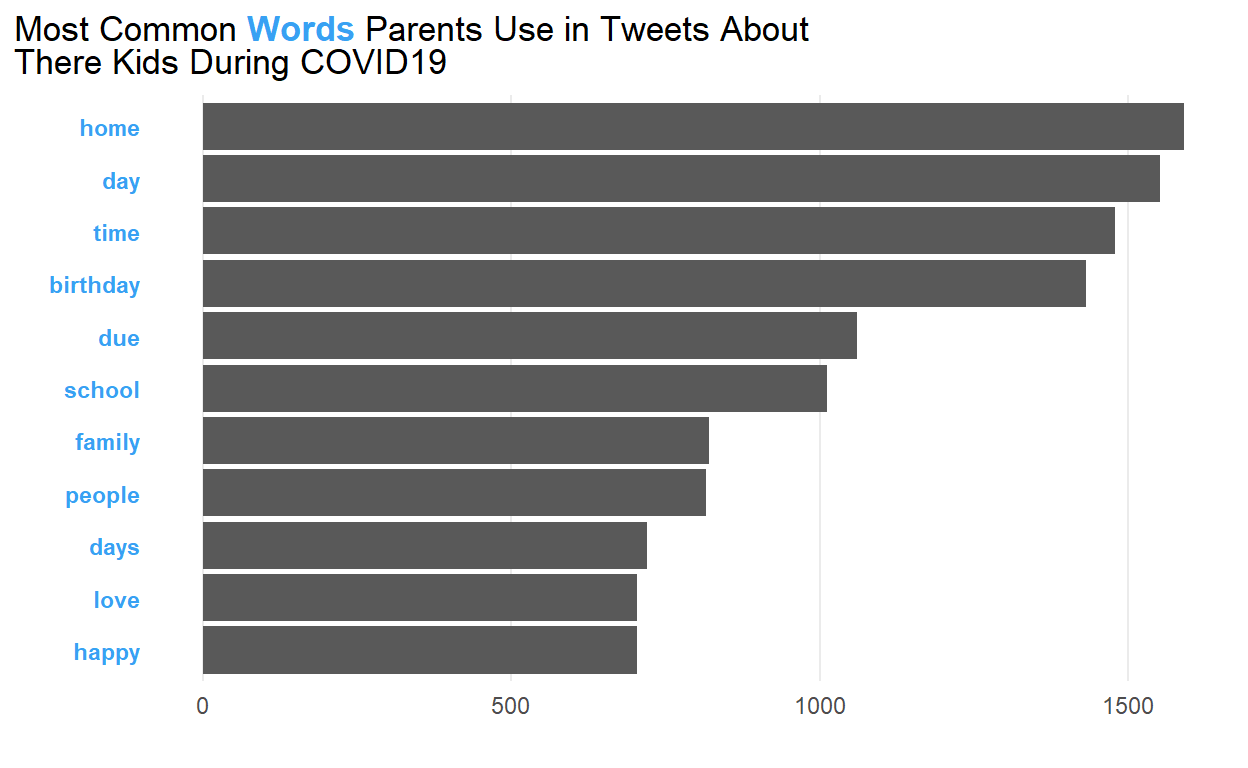 Most Common Words Parents Use in Tweets About
There Kids During COVID19
home
day
time
birthday
due
school
family
people
days
love
happy
0 500 1000 1500